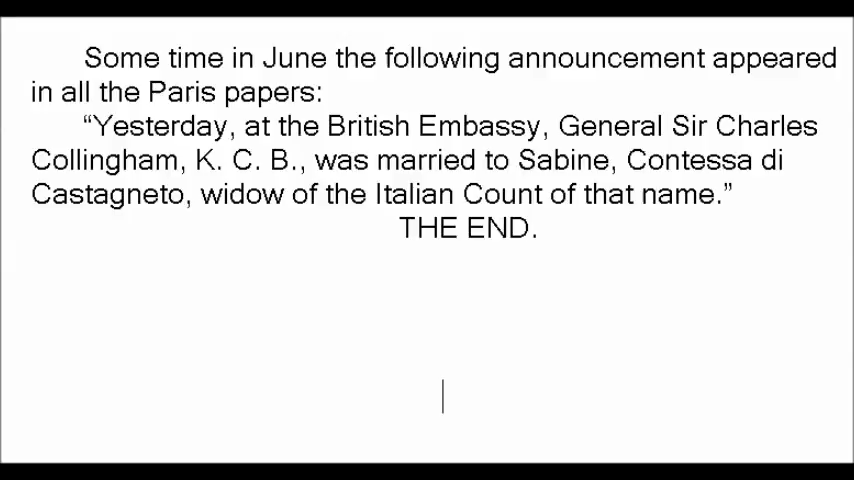 Some time in June the following announcement appeared
in all the Paris papers:
“Yesterday, at the British Embassy, General Sir Charles
Collingham, K. C. B., was married to Sabine, Contessa di
Castagneto, widow of the Italian Count of that name.”
THE END.